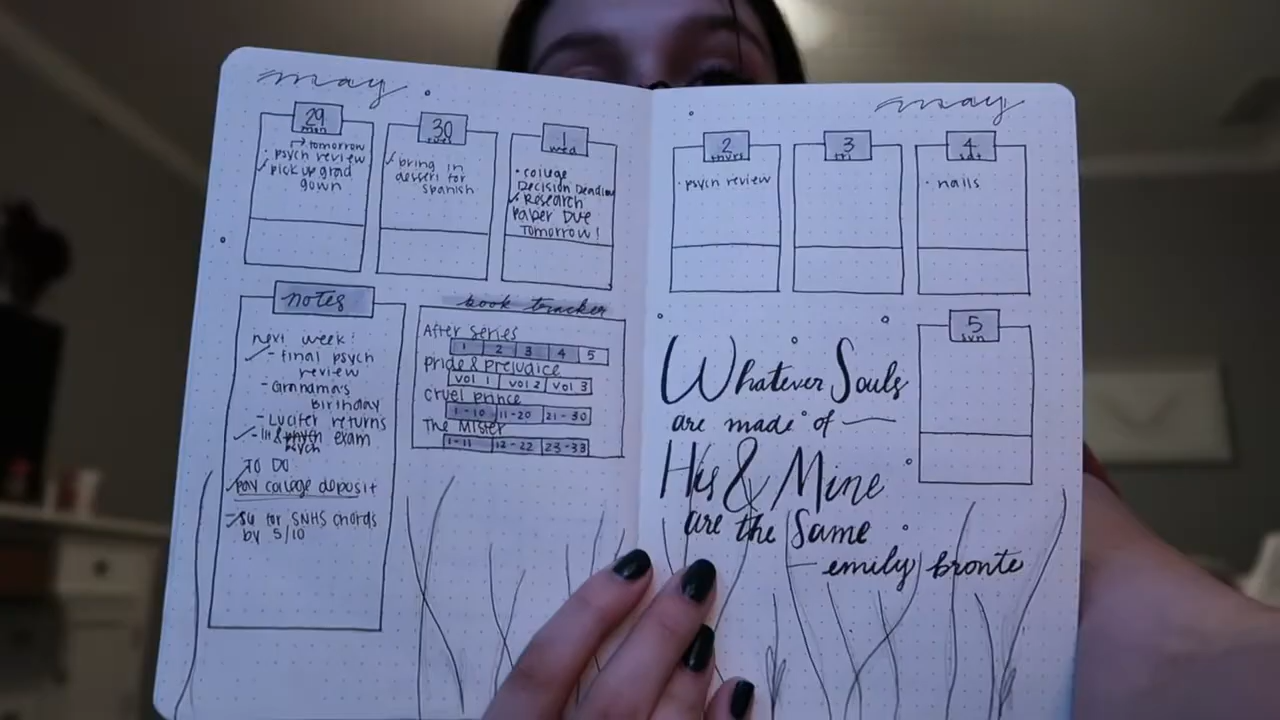 may
29
mon
→ tomorrow
• psych review
✓ pick up grad
gown
30
tues
✓ bring in
dessert for
spanish
1
wed
• college
Decision Deadline
✓ Research
Paper Due
Tomorrow!
notes
next week:
✓ - final psych
review
- Grandma's
Birthday
- Lucifer returns
psych exam
TO DO
✓ pay college deposit
✓ $4 for SNHS chords
by 5/10
book tracker
After series
1 2 3 4 5
Pride & prejudice
vol 1 vol 2 vol 3
cruel prince
1-10 11-20 21-30
The Mister
1-11 12-22 23-33
may
2
thurs
• psych review
3
fri
4
sat
• nails
5
sun
Whatever Souls
are made of —
His & Mine
are the Same
— emily bronte